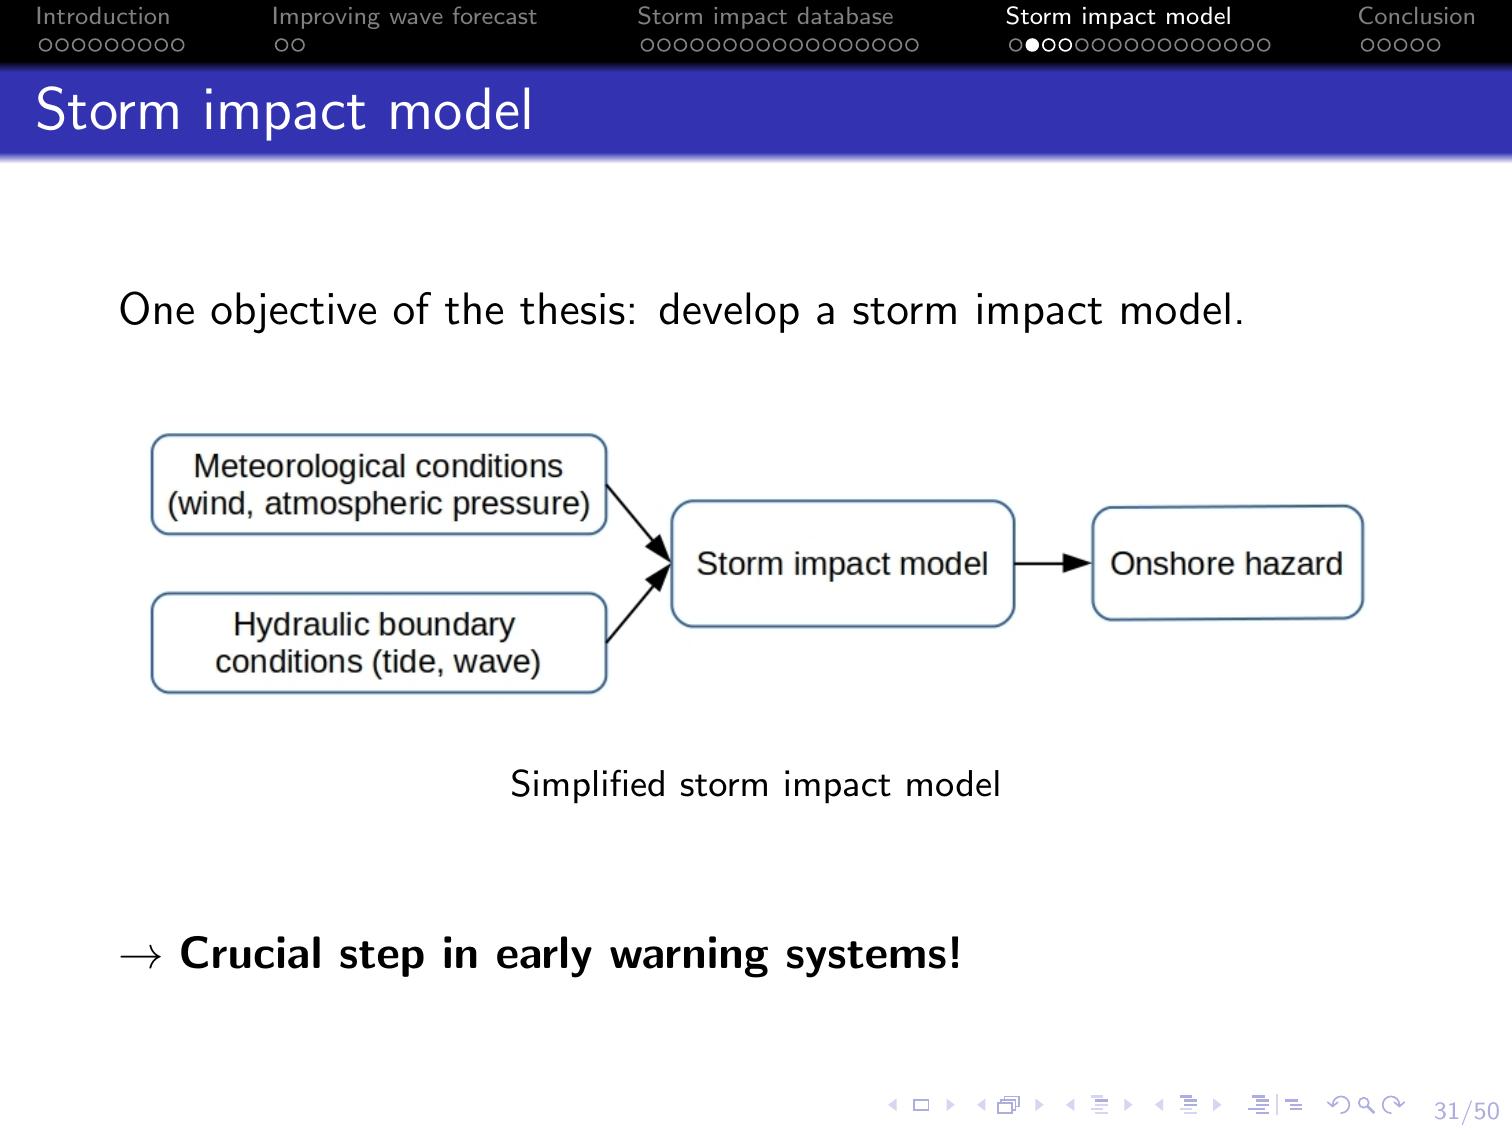 Introduction
Improving wave forecast
Storm impact database
Storm impact model
Conclusion
Storm impact model
One objective of the thesis: develop a storm impact model.
Meteorological conditions
(wind, atmospheric pressure)
Hydraulic boundary
conditions (tide, wave)
Storm impact model
Onshore hazard
Simplified storm impact model
→ Crucial step in early warning systems!
31/50